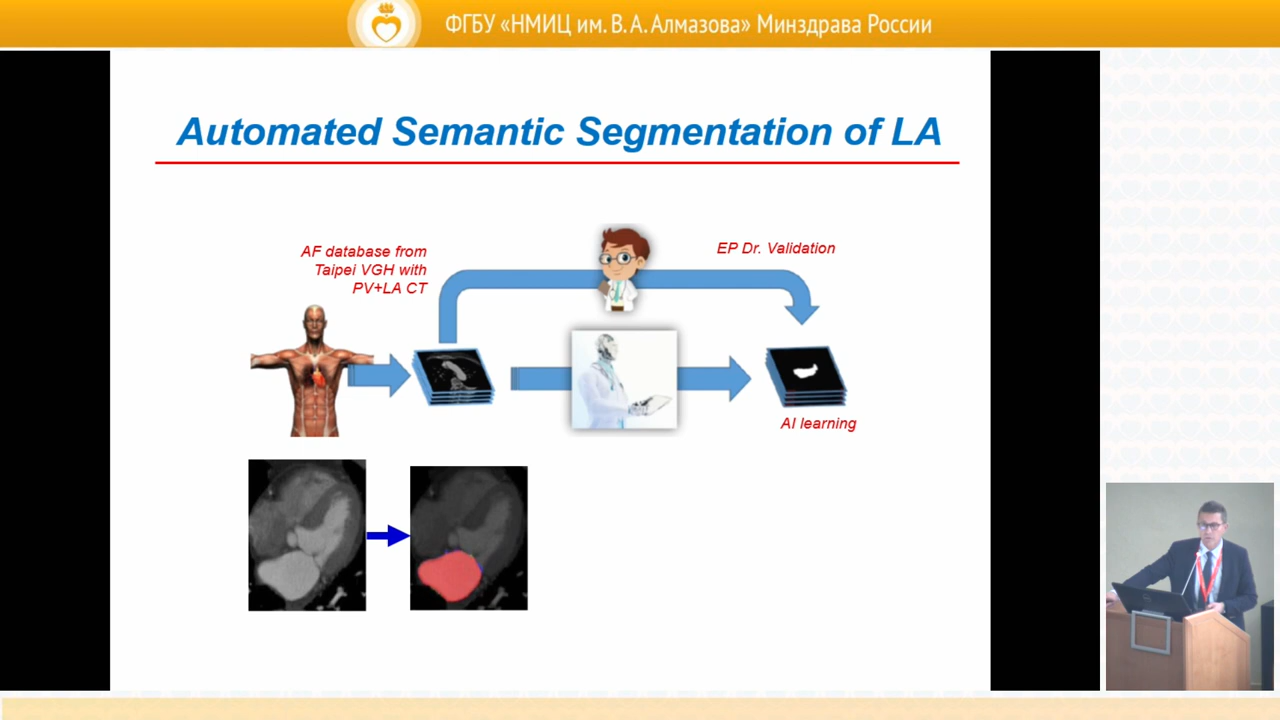 ФГБУ «НМИЦ им. В. А. Алмазова» Минздрава России
Automated Semantic Segmentation of LA
AF database from
Taipei VGH with
PV+LA CT
EP Dr. Validation
AI learning